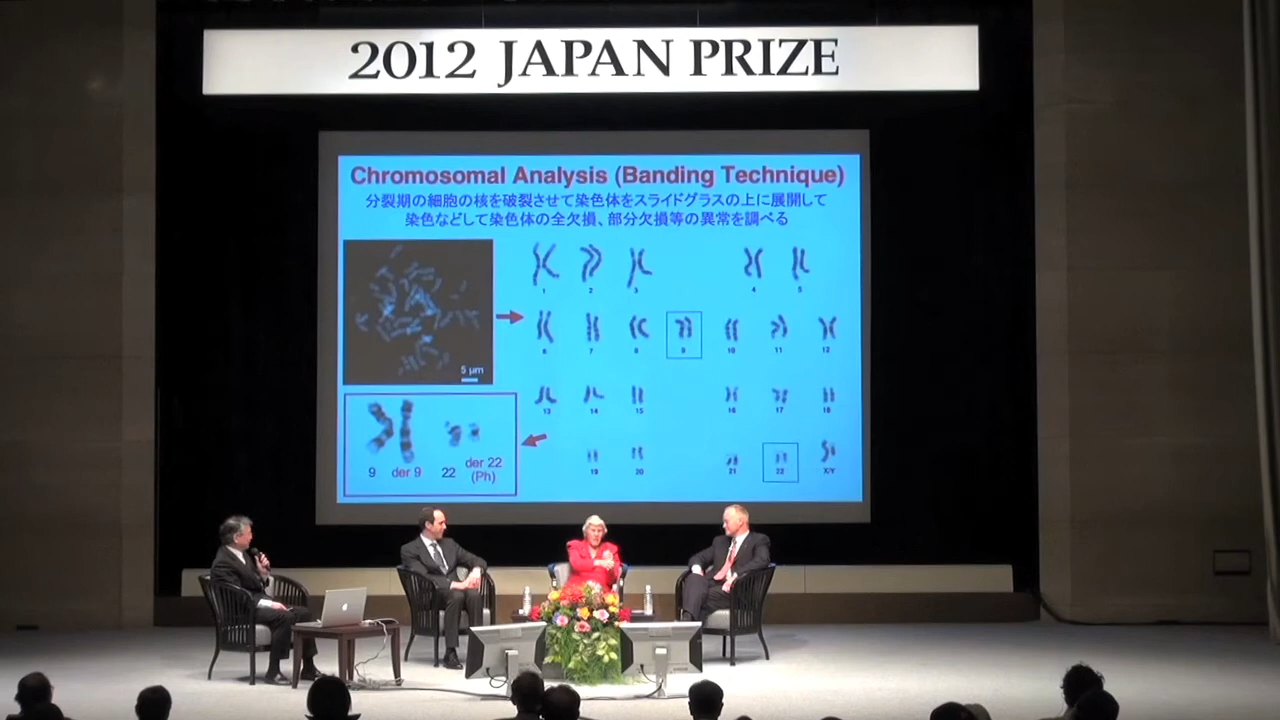 2012 JAPAN PRIZE
Chromosomal Analysis (Banding Technique)
分裂期の細胞の核を破裂させて染色体をスライドグラスの上に展開して
染色などして染色体の全欠損、部分欠損等の異常を調べる
1 2 3 4 5
5 μm
6 7 8 9 10 11 12
13 14 15 16 17 18
9 der 9 22 der 22
(Ph)
19 20 21 22 X/Y